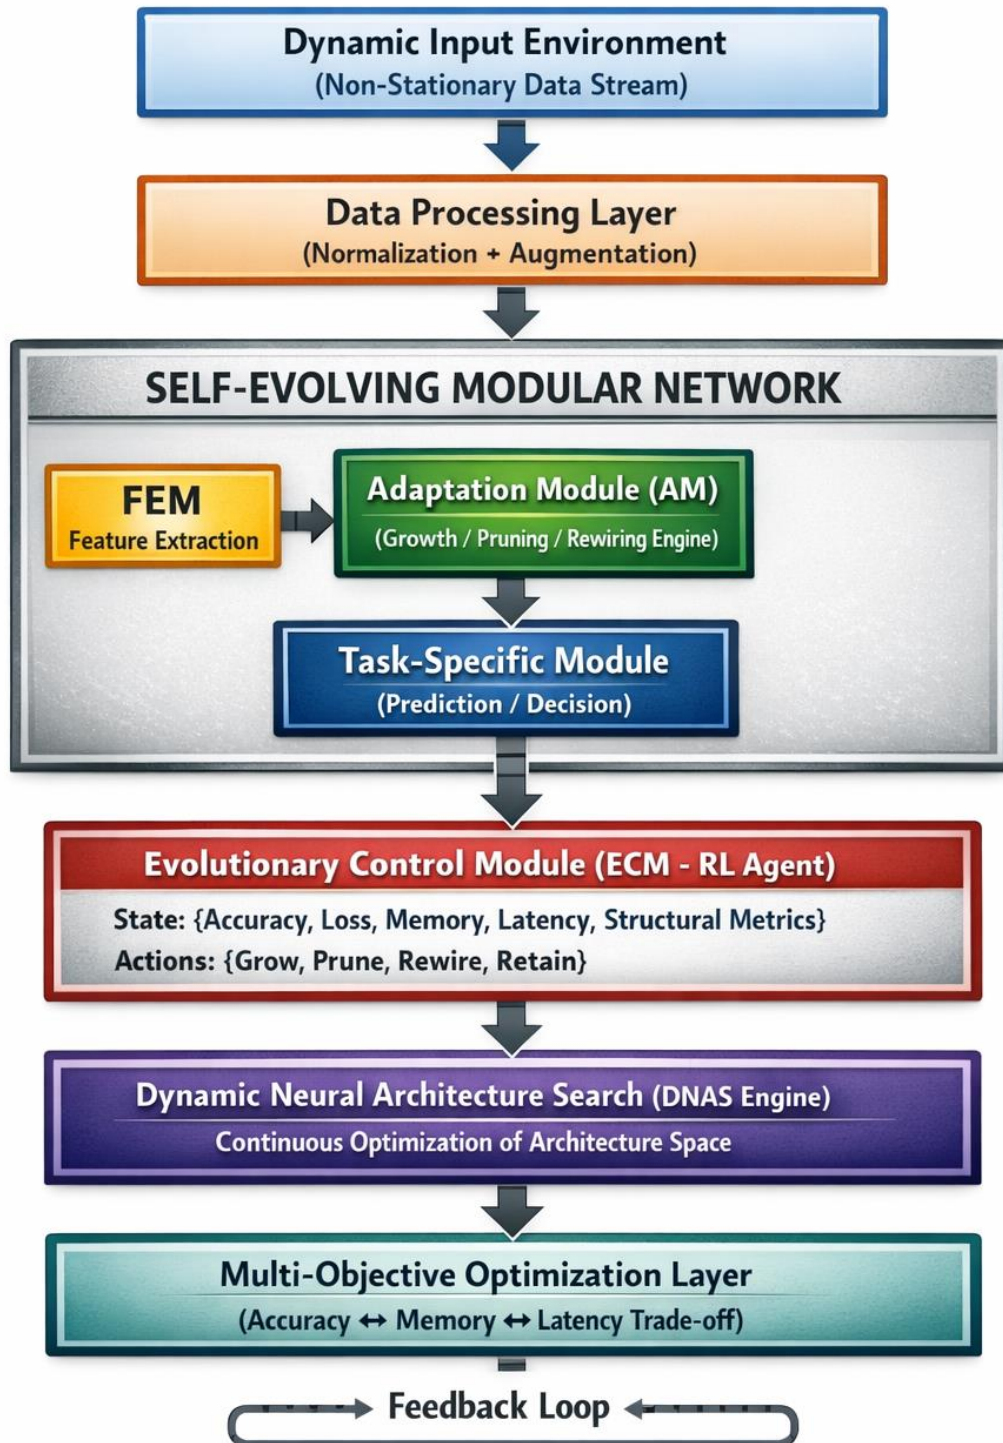 Dynamic Input Environment
(Non-Stationary Data Stream)
Data Processing Layer
(Normalization + Augmentation)
SELF-EVOLVING MODULAR NETWORK
FEM
Feature Extraction
Adaptation Module (AM)
(Growth / Pruning / Rewiring Engine)
Task-Specific Module
(Prediction / Decision)
Evolutionary Control Module (ECM - RL Agent)
State: {Accuracy, Loss, Memory, Latency, Structural Metrics}
Actions: {Grow, Prune, Rewire, Retain}
Dynamic Neural Architecture Search (DNAS Engine)
Continuous Optimization of Architecture Space
Multi-Objective Optimization Layer
(Accuracy ↔ Memory ↔ Latency Trade-off)
Feedback Loop